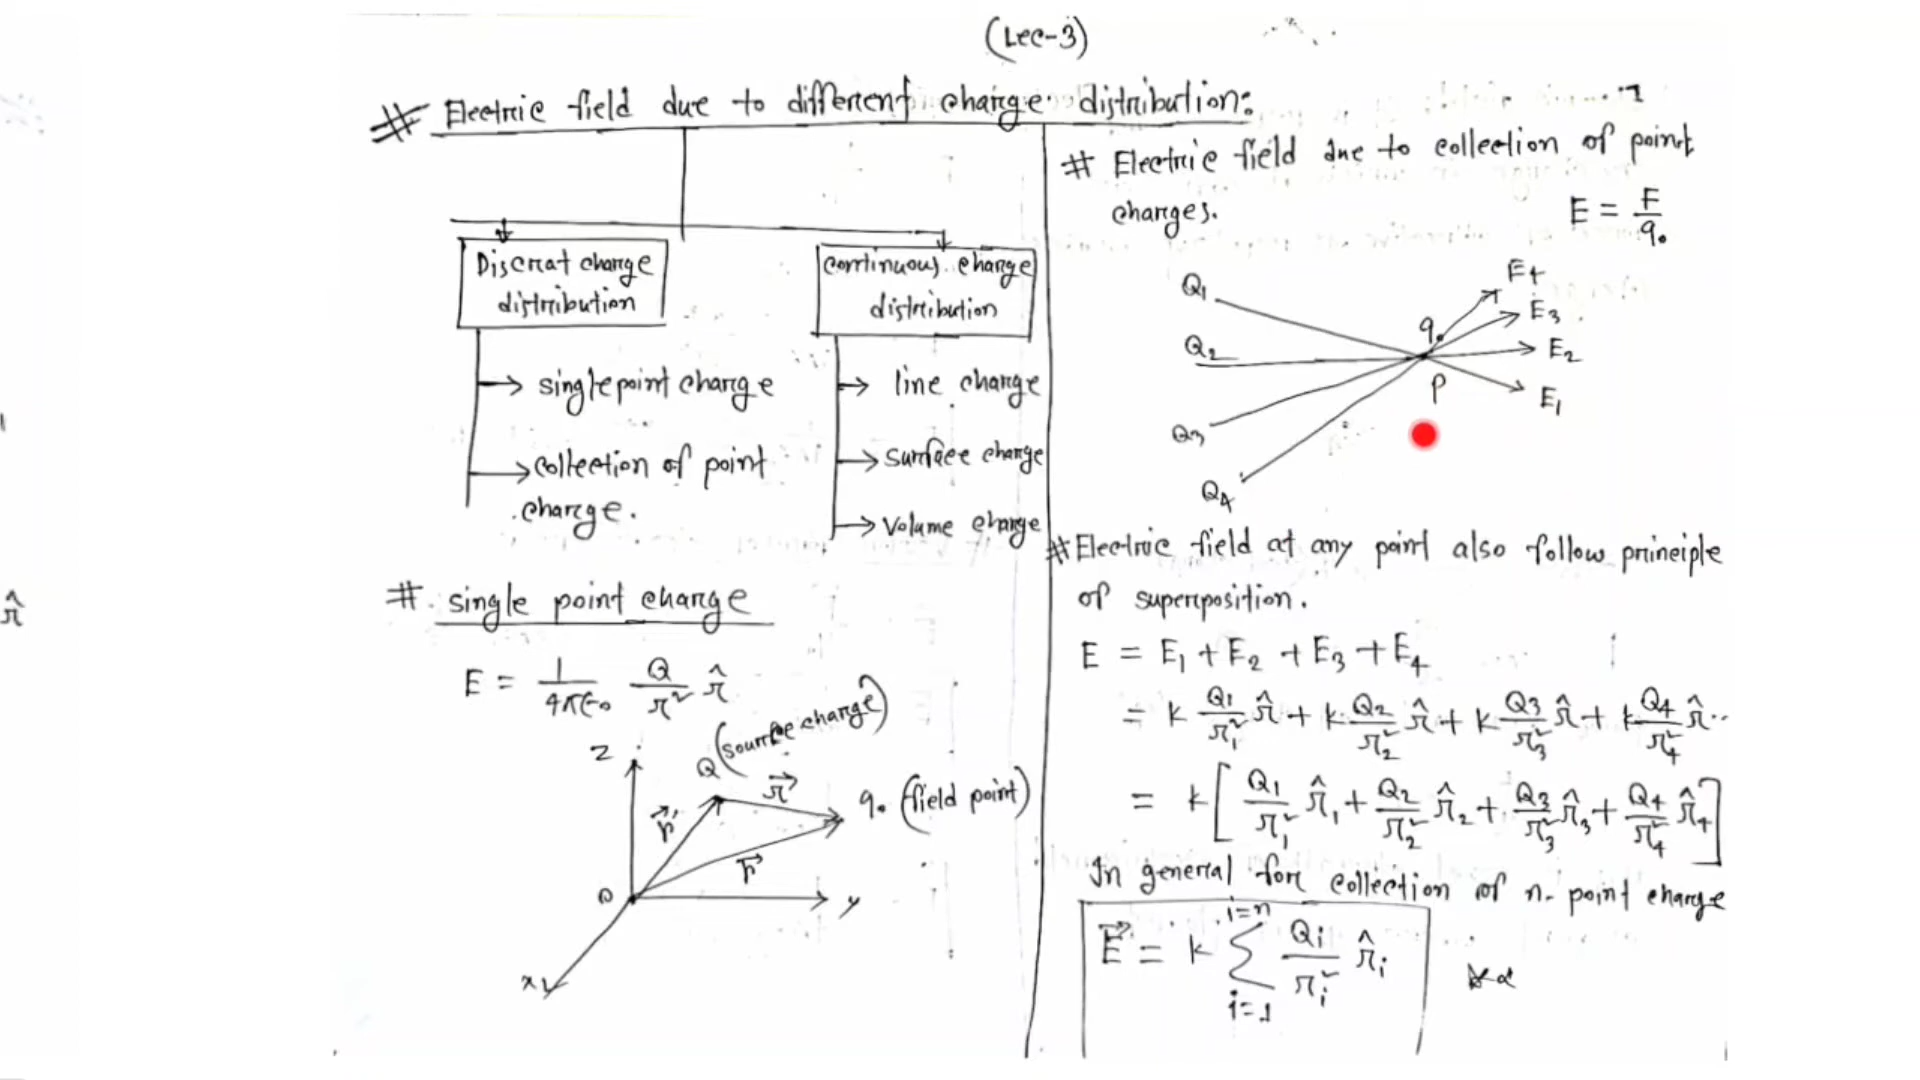 (Lec-3)
# Electric field due to different charge distribution:
Discrat charge
distribution
→ single point charge
→ collection of point
charge.
continuous charge
distribution
→ line charge
→ surface charge
→ volume charge
# single point charge
E = 1/4πϵ₀ Q/r² r̂
Z
Q (source charge)
r⃗
q₀ (field point)
r⃗'
r⃗
O
y
x
# Electric field due to collection of point
charges.
E = F/q₀
Q₁
Q₂
Q₃
Q₄
q₀
P
E₄
E₃
E₂
E₁
# Electric field at any point also follow principle
of superposition.
E = E₁ + E₂ + E₃ + E₄
= k Q₁/r₁² r̂ + k Q₂/r₂² r̂ + k Q₃/r₃² r̂ + k Q₄/r₄² r̂ ..
= k [ Q₁/r₁² r̂₁ + Q₂/r₂² r̂₂ + Q₃/r₃² r̂₃ + Q₄/r₄² r̂₄ ]
In general for collection of n- point charge
E⃗ = k Σ i=1 i=n Qi/ri² r̂i
r̂